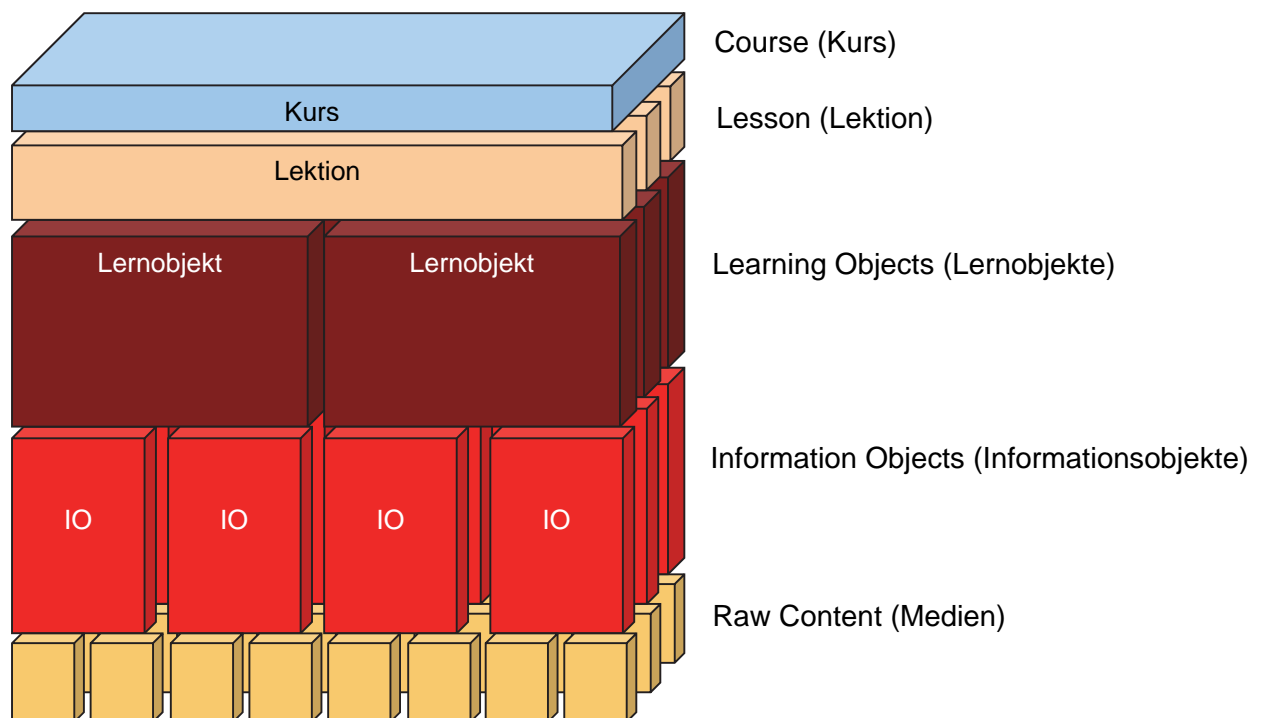 Course (Kurs)
Kurs
Lesson (Lektion)
Lektion
Lernobjekt
Lernobjekt
Learning Objects (Lernobjekte)
Information Objects (Informationsobjekte)
IO
IO
IO
IO
Raw Content (Medien)